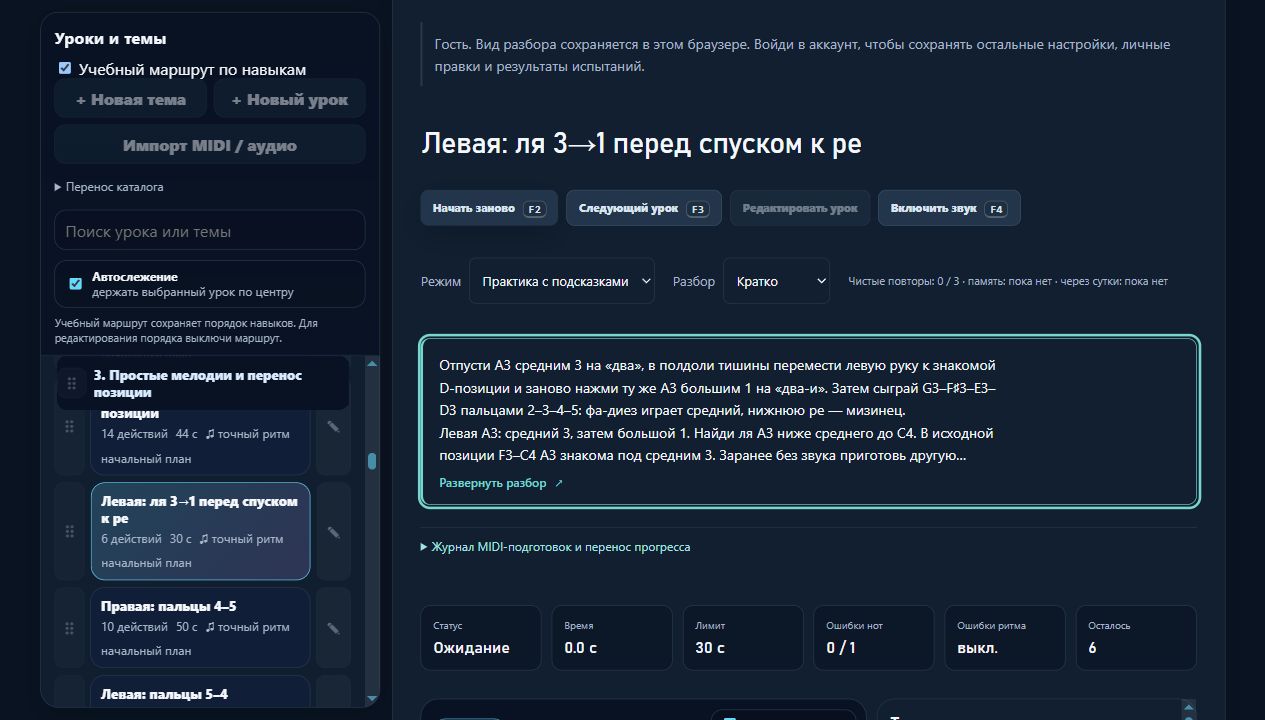 Уроки и темы
Учебный маршрут по навыкам
+ Новая тема
+ Новый урок
Импорт MIDI / аудио
▶ Перенос каталога
Поиск урока или темы
Автослежение
держать выбранный урок по центру
Учебный маршрут сохраняет порядок навыков. Для
редактирования порядка выключи маршрут.
3. Простые мелодии и перенос
позиции
позиции
14 действий 44 с ♫ точный ритм
начальный план
Левая: ля 3→1 перед спуском
к ре
6 действий 30 с ♫ точный ритм
начальный план
Правая: пальцы 4–5
10 действий 50 с ♫ точный ритм
начальный план
Левая: пальцы 5–4
Гость. Вид разбора сохраняется в этом браузере. Войди в аккаунт, чтобы сохранять остальные настройки, личные
правки и результаты испытаний.
Левая: ля 3→1 перед спуском к ре
Начать заново F2
Следующий урок F3
Редактировать урок
Включить звук F4
Режим Практика с подсказками Разбор Кратко Чистые повторы: 0 / 3 · память: пока нет · через сутки: пока нет
Отпусти A3 средним 3 на «два», в полдоли тишины перемести левую руку к знакомой
D-позиции и заново нажми ту же A3 большим 1 на «два-и». Затем сыграй G3–F♯3–E3–
D3 пальцами 2–3–4–5: фа-диез играет средний, нижнюю ре — мизинец.
Левая A3: средний 3, затем большой 1. Найди ля A3 ниже среднего до C4. В исходной
позиции F3–C4 A3 знакома под средним 3. Заранее без звука приготовь другую...
Развернуть разбор ↗
▶ Журнал MIDI-подготовок и перенос прогресса
Статус
Ожидание
Время
0.0 с
Лимит
30 с
Ошибки нот
0 / 1
Ошибки ритма
выкл.
Осталось
6